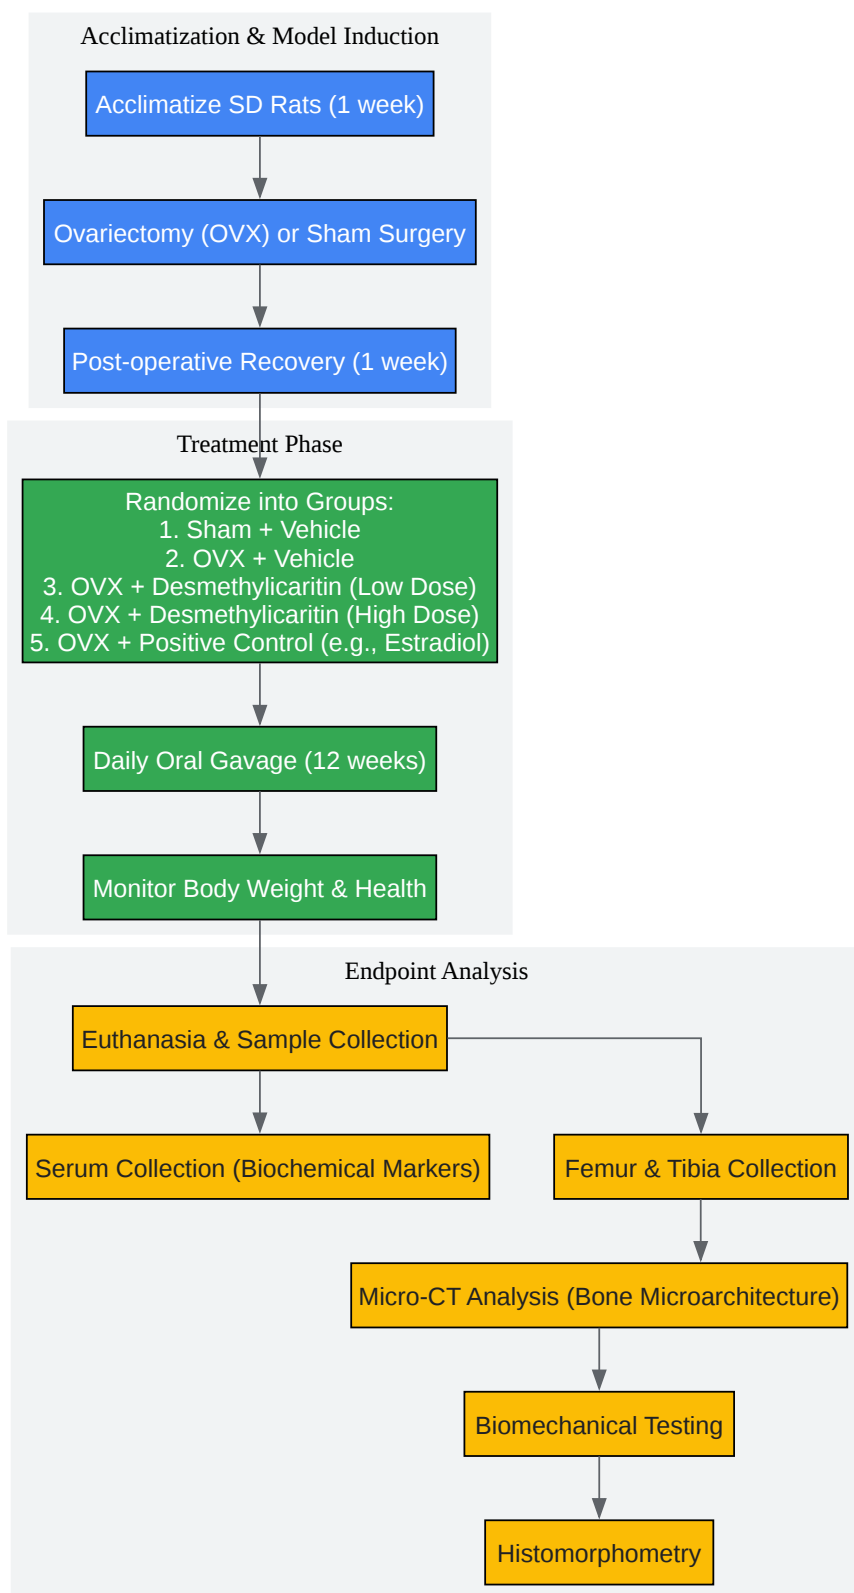 Acclimatization & Model Induction
Acclimatize SD Rats (1 week)
Ovariectomy (OVX) or Sham Surgery
Post-operative Recovery (1 week)
Treatment Phase
Randomize into Groups:
1. Sham + Vehicle
2. OVX + Vehicle
3. OVX + Desmethylicaritin (Low Dose)
4. OVX + Desmethylicaritin (High Dose)
5. OVX + Positive Control (e.g., Estradiol)
Daily Oral Gavage (12 weeks)
Monitor Body Weight & Health
Endpoint Analysis
Euthanasia & Sample Collection
Serum Collection (Biochemical Markers)
Femur & Tibia Collection
Micro-CT Analysis (Bone Microarchitecture)
Biomechanical Testing
Histomorphometry